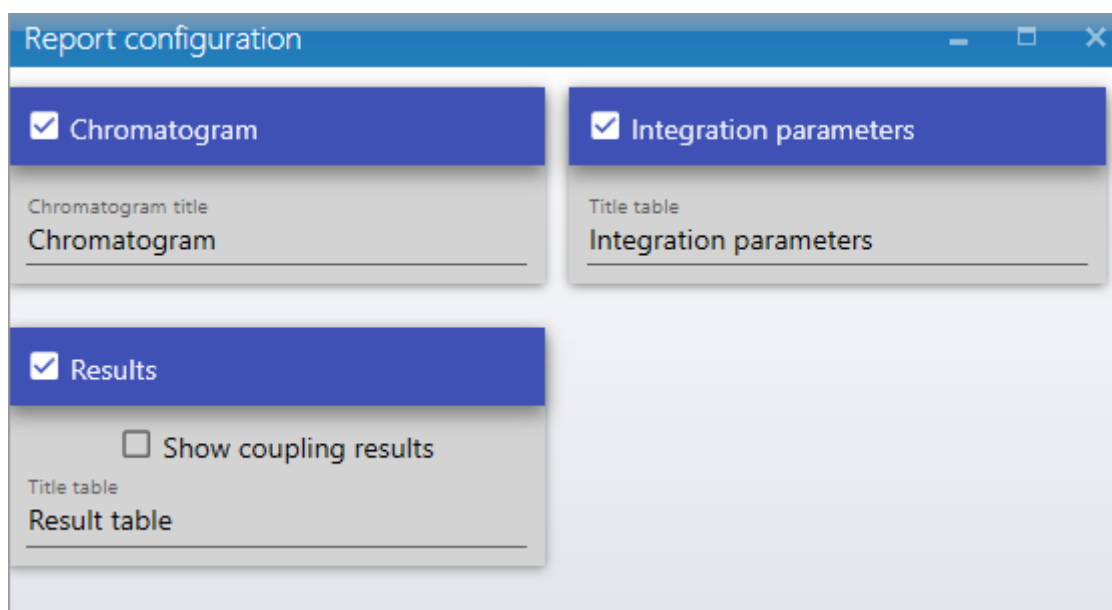 Report configuration
Chromatogram
Chromatogram title
Chromatogram
Integration parameters
Title table
Integration parameters
Results
Show coupling results
Title table
Result table